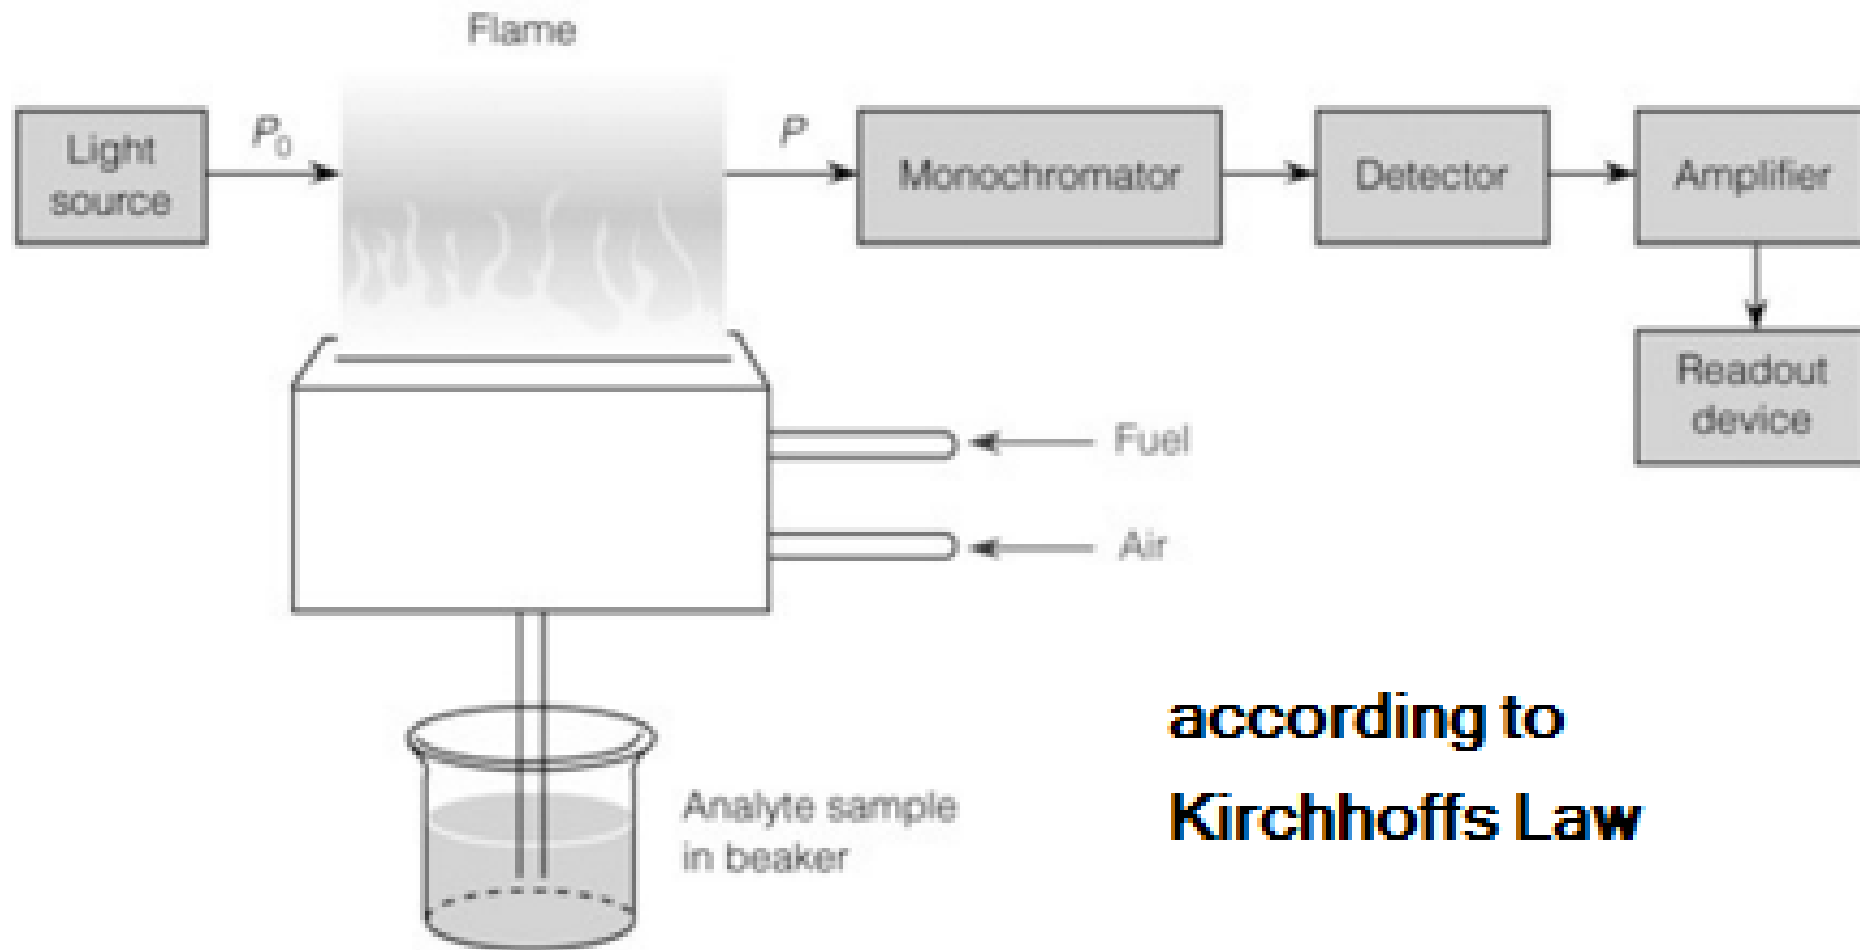 Flame
Light
source
P0
P
Monochromator
Detector
Amplifier
Readout
device
Fuel
Air
Analyte sample
in beaker
according to
Kirchhoffs Law